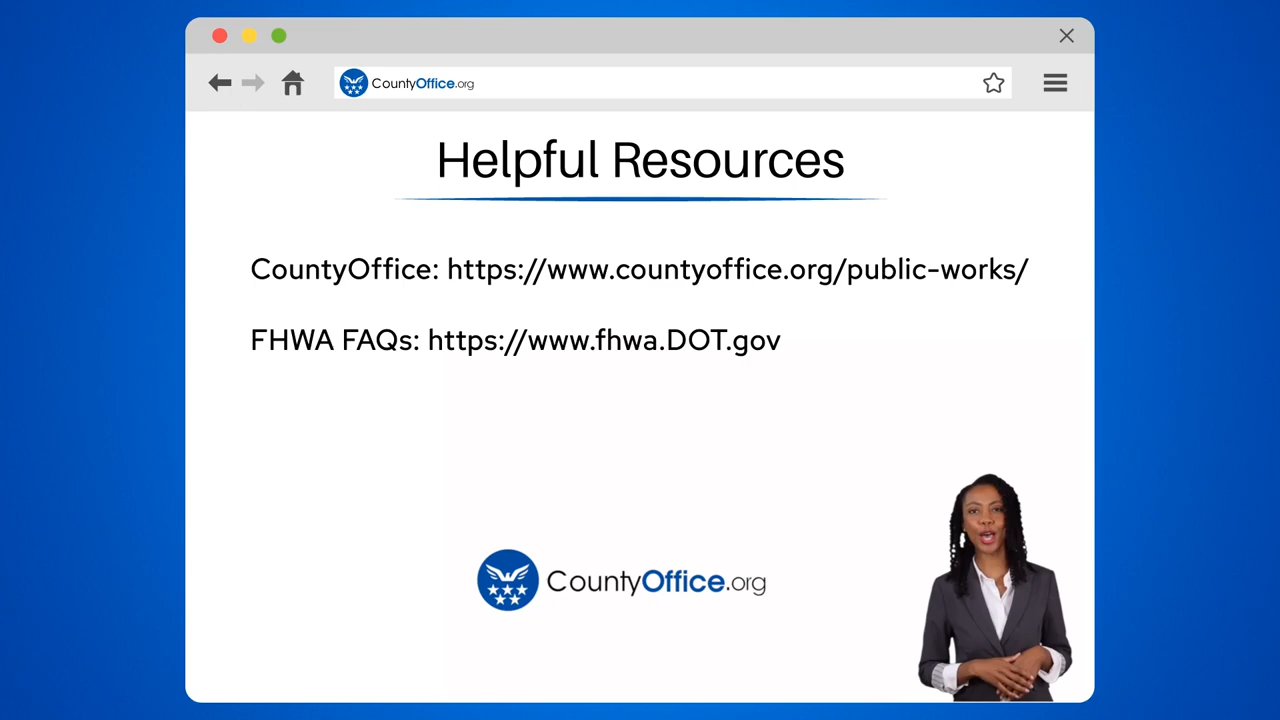 CountyOffice.org
Helpful Resources
CountyOffice: https://www.countyoffice.org/public-works/
FHWA FAQs: https://www.fhwa.DOT.gov
CountyOffice.org